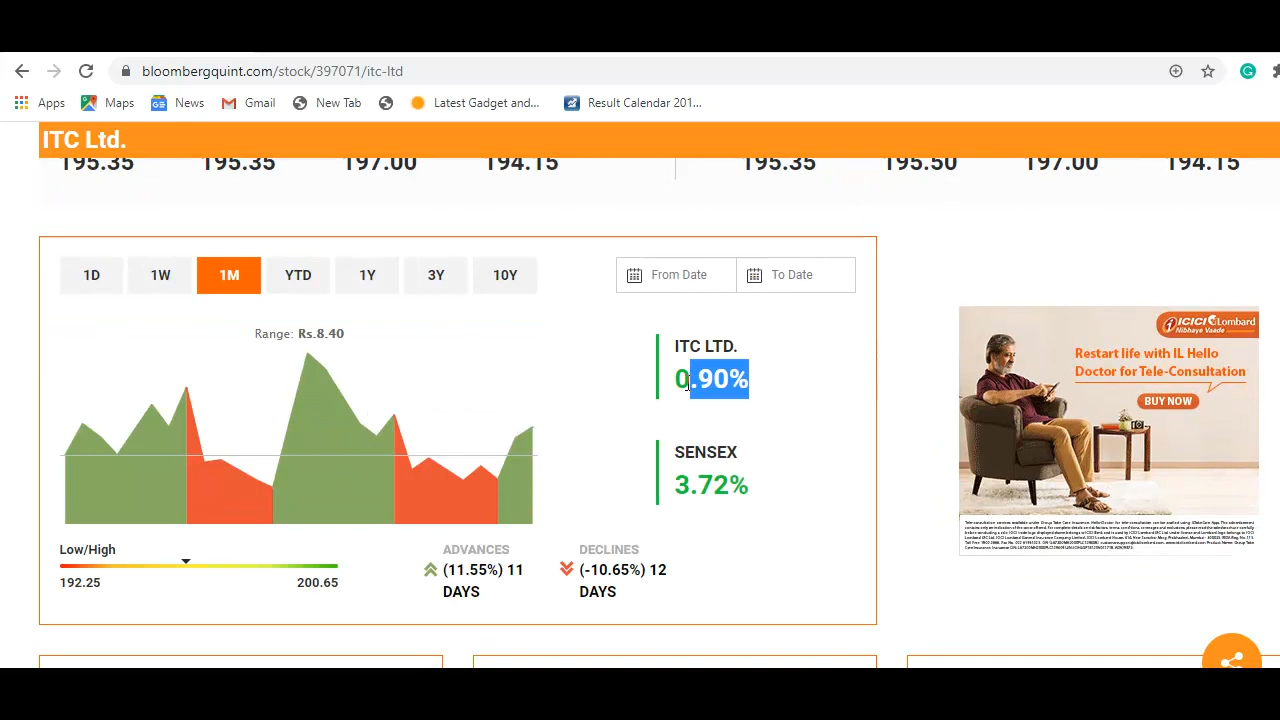 bloombergquint.com/stock/397071/itc-ltd
Apps Maps News Gmail New Tab Latest Gadget and... Result Calendar 201...
ITC Ltd.
195.35 195.35 197.00 194.15 195.35 195.50 197.00 194.15
1D 1W 1M YTD 1Y 3Y 10Y From Date To Date
Range: Rs.8.40
ITC LTD.
0.90%
SENSEX
3.72%
Low/High
192.25 200.65
ADVANCES
(11.55%) 11
DAYS
DECLINES
(-10.65%) 12
DAYS
ICICI Lombard
Nibhaye Vaade
Restart life with IL Hello
Doctor for Tele-Consultation
BUY NOW